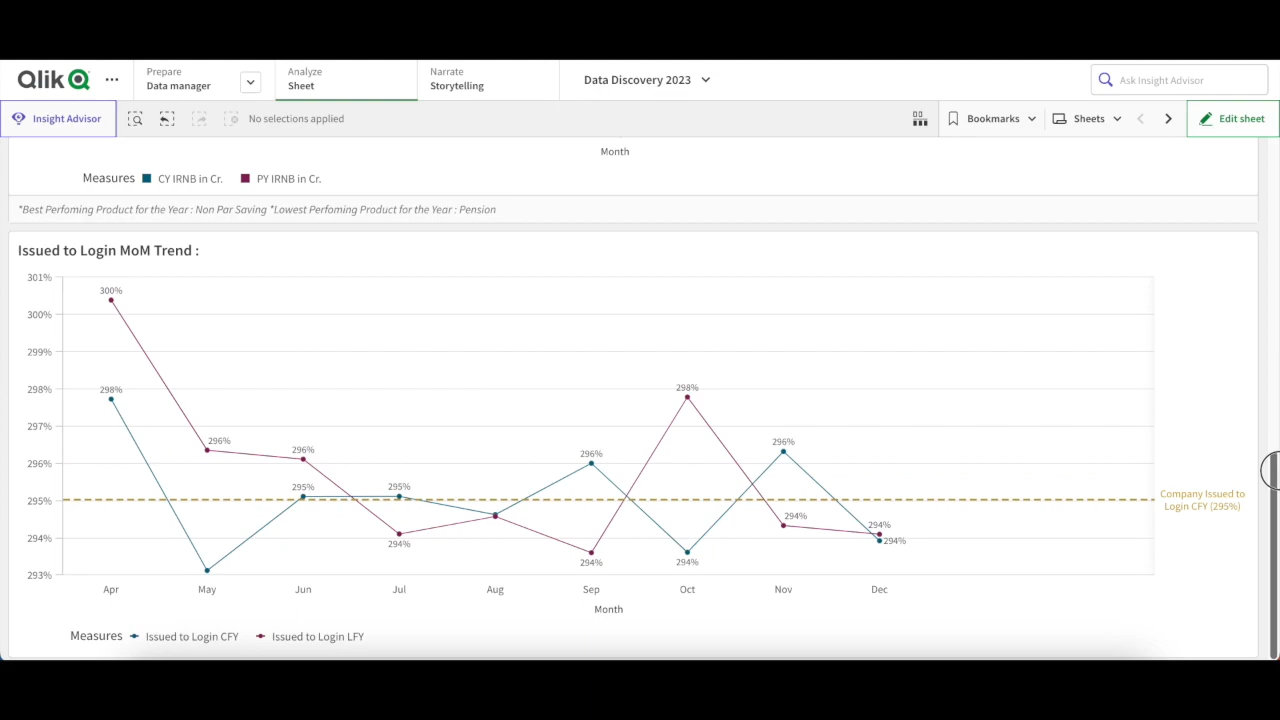 Qlik
Prepare
Data manager
Analyze
Sheet
Narrate
Storytelling
Data Discovery 2023
Ask Insight Advisor
Insight Advisor
No selections applied
Bookmarks
Sheets
Edit sheet
Month
Measures CY IRNB in Cr. PY IRNB in Cr.
*Best Perfoming Product for the Year : Non Par Saving *Lowest Perfoming Product for the Year : Pension
Issued to Login MoM Trend :
301%
300%
299%
298%
297%
296%
295%
294%
293%
300%
298%
296%
296%
295%
295%
294%
296%
294%
298%
294%
296%
294%
294%
294%
Company Issued to
Login CFY (295%)
Apr May Jun Jul Aug Sep Oct Nov Dec
Month
Measures Issued to Login CFY Issued to Login LFY